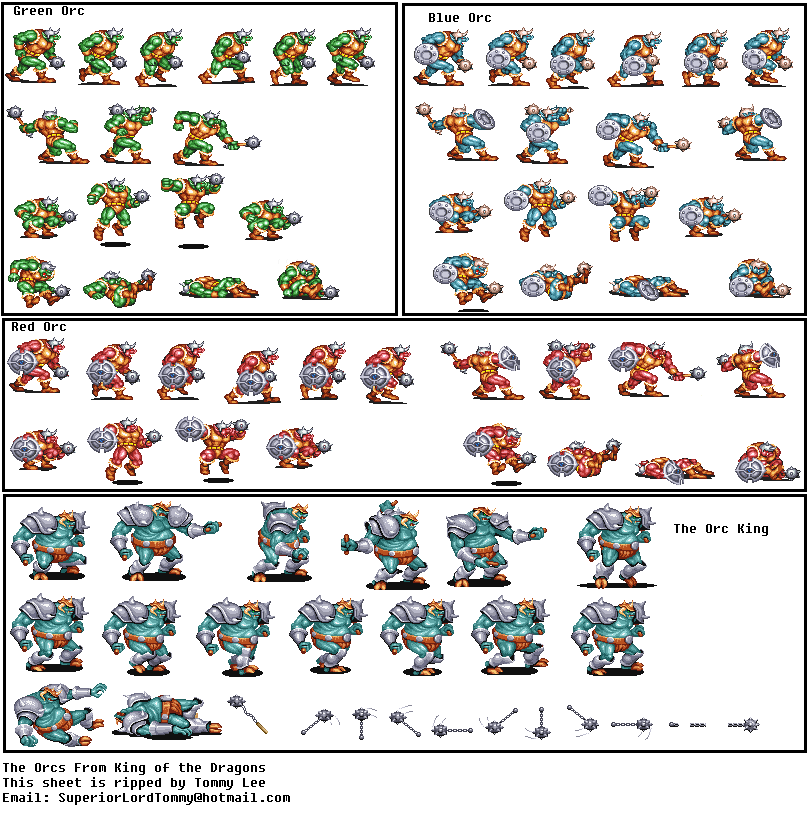 Green Orc
Blue Orc
Red Orc
The Orc King
The Orcs From King of the Dragons
This sheet is ripped by Tommy Lee
Email: SuperiorLordTommy@hotmail.com